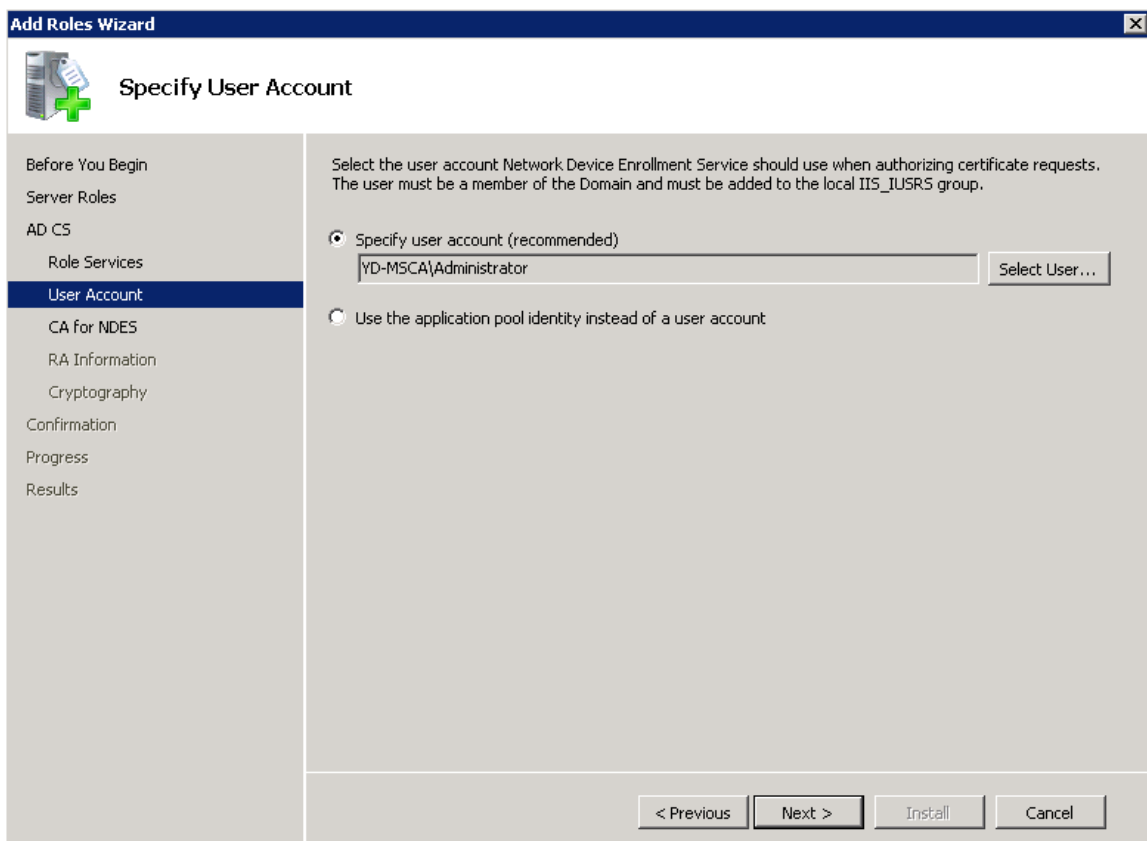 Add Roles Wizard
Specify User Account
Before You Begin
Server Roles
AD CS
Role Services
User Account
CA for NDES
RA Information
Cryptography
Confirmation
Progress
Results
Select the user account Network Device Enrollment Service should use when authorizing certificate requests.
The user must be a member of the Domain and must be added to the local IIS_IUSRS group.
Specify user account (recommended)
YD-MSCA\Administrator
Select User...
Use the application pool identity instead of a user account
< Previous
Next >
Install
Cancel